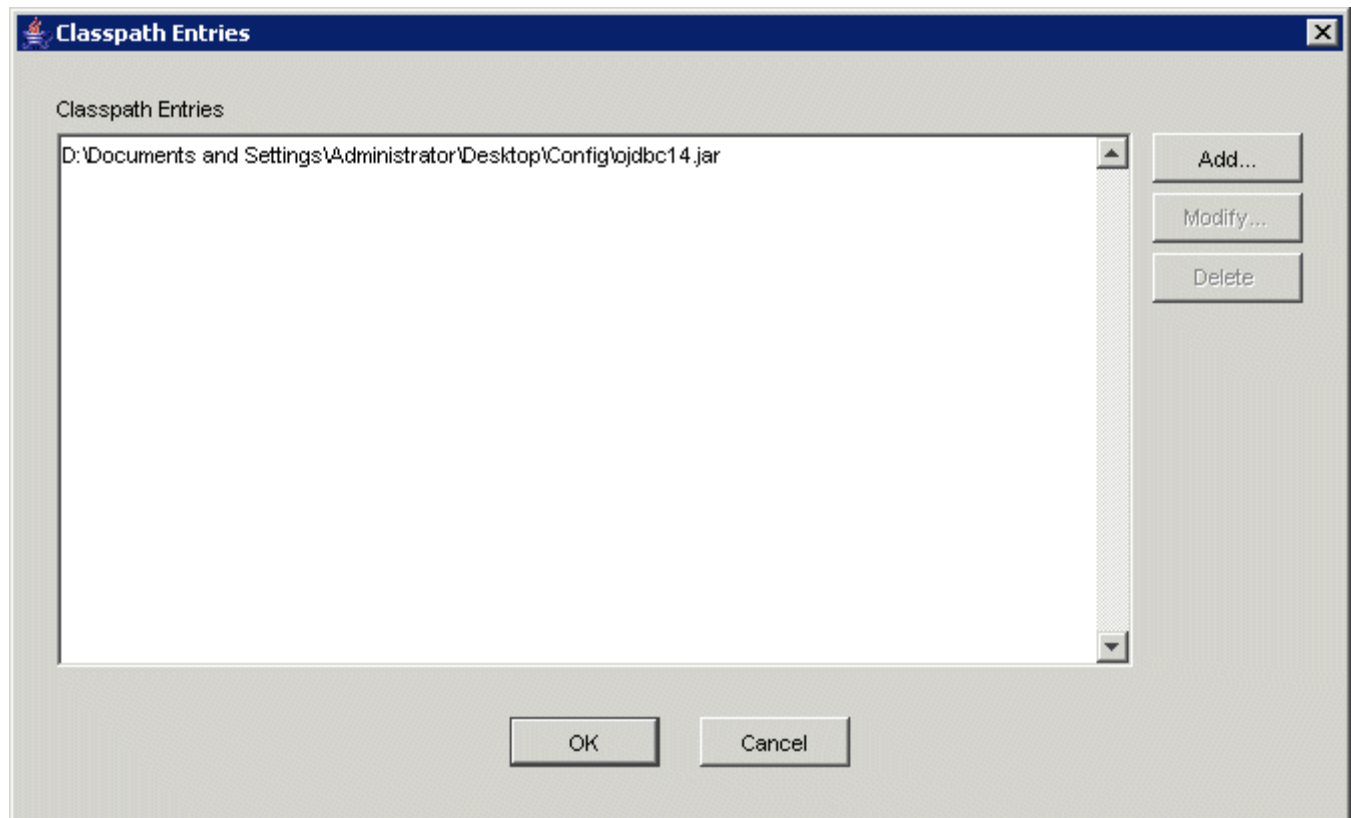 Classpath Entries
Classpath Entries
D:\Documents and Settings\Administrator\Desktop\Config\ojdbc14.jar
Add...
Modify...
Delete
OK
Cancel